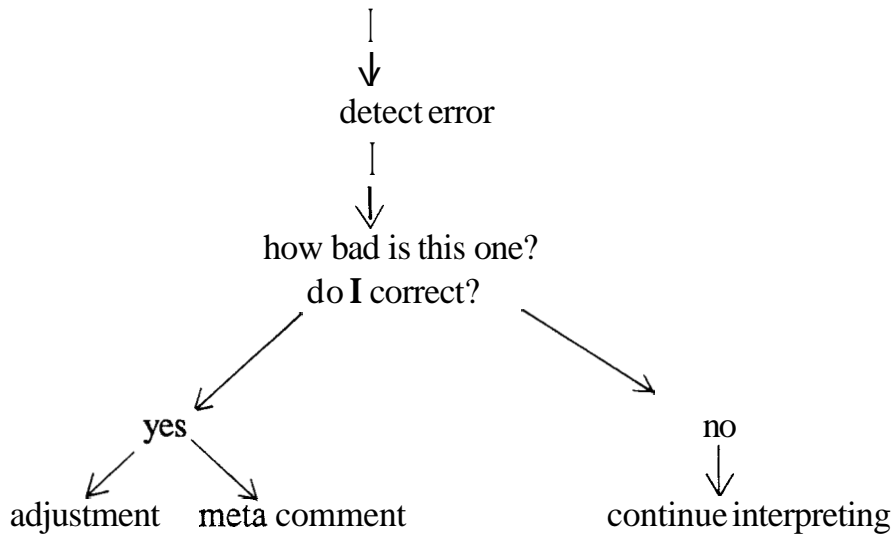 detect error
how bad is this one?
do I correct?
yes
no
adjustment
meta comment
continue interpreting